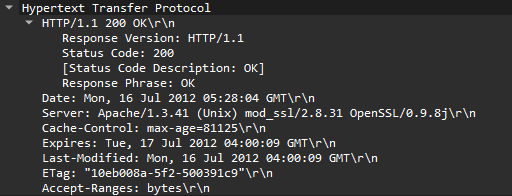 Hypertext Transfer Protocol
HTTP/1.1 200 OK\r\n
Response Version: HTTP/1.1
Status Code: 200
[Status Code Description: OK]
Response Phrase: OK
Date: Mon, 16 Jul 2012 05:28:04 GMT\r\n
Server: Apache/1.3.41 (Unix) mod_ssl/2.8.31 OpenSSL/0.9.8j\r\n
Cache-Control: max-age=81125\r\n
Expires: Tue, 17 Jul 2012 04:00:09 GMT\r\n
Last-Modified: Mon, 16 Jul 2012 04:00:09 GMT\r\n
ETag: "10eb008a-5f2-500391c9"\r\n
Accept-Ranges: bytes\r\n